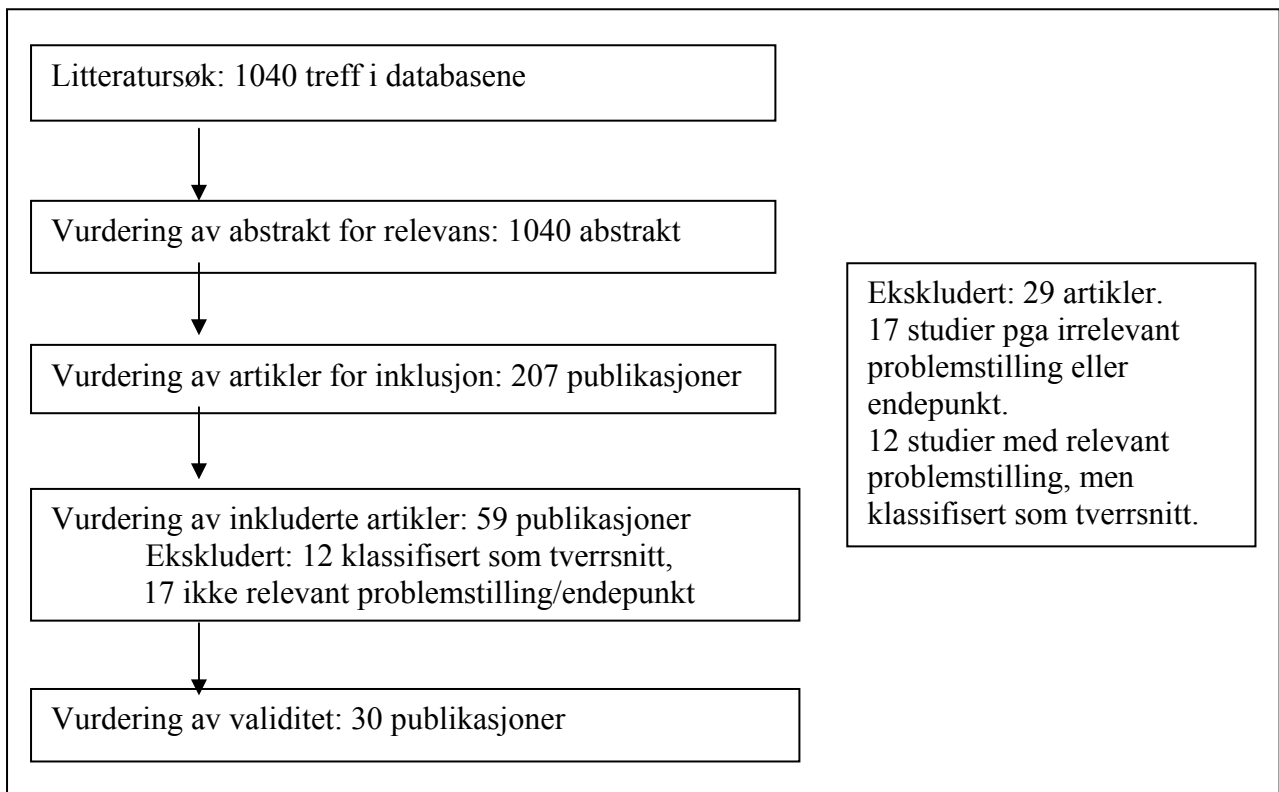 Litteratursøk: 1040 treff i databasene
Vurdering av abstrakt for relevans: 1040 abstrakt
Vurdering av artikler for inklusjon: 207 publikasjoner
Vurdering av inkluderte artikler: 59 publikasjoner
Ekskludert: 12 klassifisert som tverrsnitt,
17 ikke relevant problemstilling/endepunkt
Vurdering av validitet: 30 publikasjoner
Ekskludert: 29 artikler.
17 studier pga irrelevant
problemstilling eller
endepunkt.
12 studier med relevant
problemstilling, men
klassifisert som tverrsnitt.